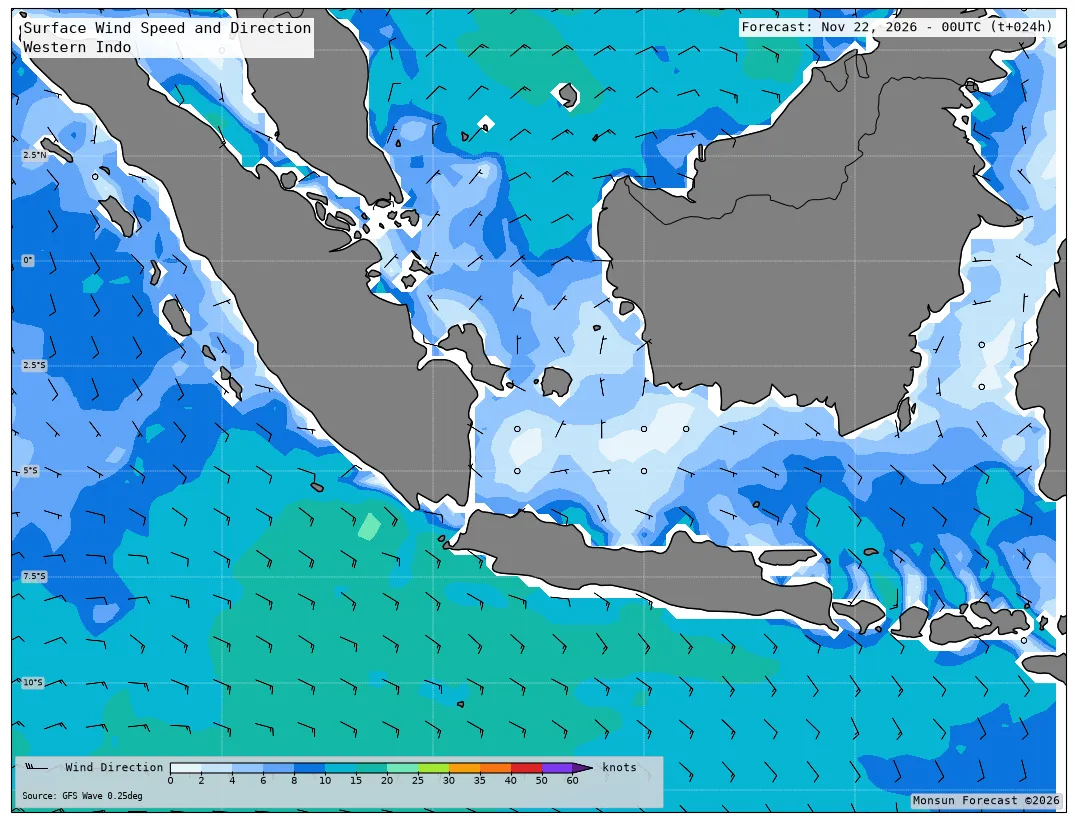 Surface Wind Speed and Direction
Western Indo
Forecast: Nov 22, 2026 - 00UTC (t+024h)
2.5°N
0°
2.5°S
5°S
7.5°S
10°S
Wind Direction
0 2 4 6 8 10 15 20 25 30 35 40 50 60
knots
Source: GFS Wave 0.25deg
Monsun Forecast ©2026